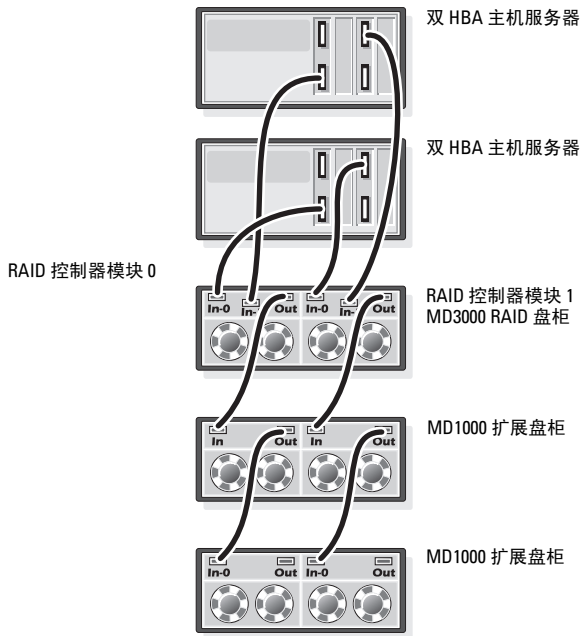 双 HBA 主机服务器
双 HBA 主机服务器
RAID 控制器模块 0
RAID 控制器模块 1
MD3000 RAID 盘柜
In-0 In- Out In-0 In- Out
MD1000 扩展盘柜
In Out In Out
MD1000 扩展盘柜
In-0 Out In-0 Out